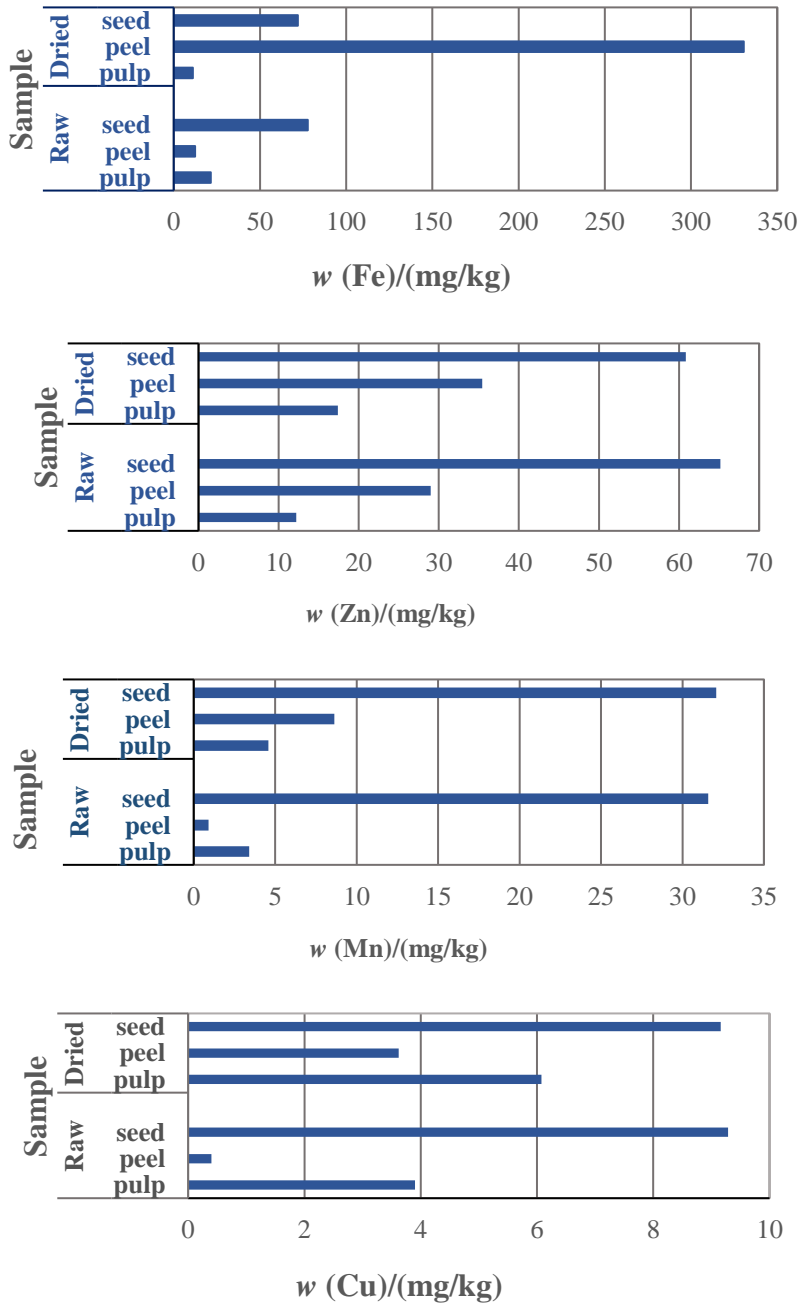 Sample
Dried
seed
peel
pulp
Raw
seed
peel
pulp
0 50 100 150 200 250 300 350
w (Fe)/(mg/kg)
Sample
Dried
seed
peel
pulp
Raw
seed
peel
pulp
0 10 20 30 40 50 60 70
w (Zn)/(mg/kg)
Sample
Dried
seed
peel
pulp
Raw
seed
peel
pulp
0 5 10 15 20 25 30 35
w (Mn)/(mg/kg)
Sample
Dried
seed
peel
pulp
Raw
seed
peel
pulp
0 2 4 6 8 10
w (Cu)/(mg/kg)